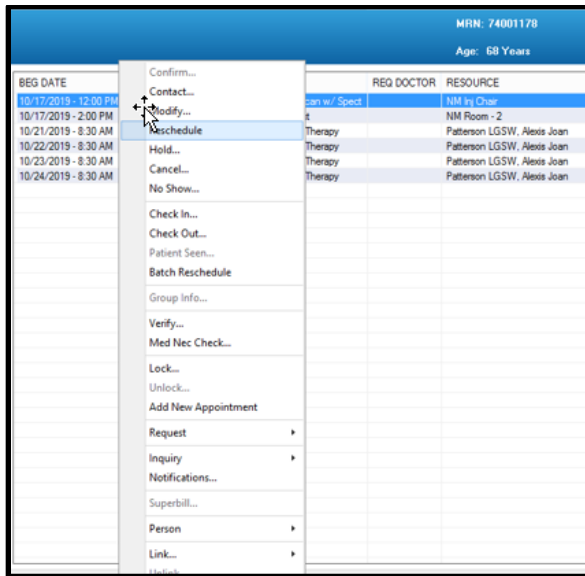 MRN: 74001178
Age: 68 Years
BEG DATE REQ DOCTOR RESOURCE
10/17/2019 - 12:00 PM can w/ Spect NM Inj Chair
10/17/2019 - 2:00 PM t NM Room - 2
10/21/2019 - 8:30 AM Therapy Patterson LGSW, Alexis Joan
10/22/2019 - 8:30 AM Therapy Patterson LGSW, Alexis Joan
10/23/2019 - 8:30 AM Therapy Patterson LGSW, Alexis Joan
10/24/2019 - 8:30 AM Therapy Patterson LGSW, Alexis Joan
Confirm...
Contact...
Modify...
Reschedule
Hold...
Cancel...
No Show...
Check In...
Check Out...
Patient Seen...
Batch Reschedule
Group Info...
Verify...
Med Nec Check...
Lock...
Unlock...
Add New Appointment
Request
Inquiry
Notifications...
Superbill...
Person
Link...
Unlink